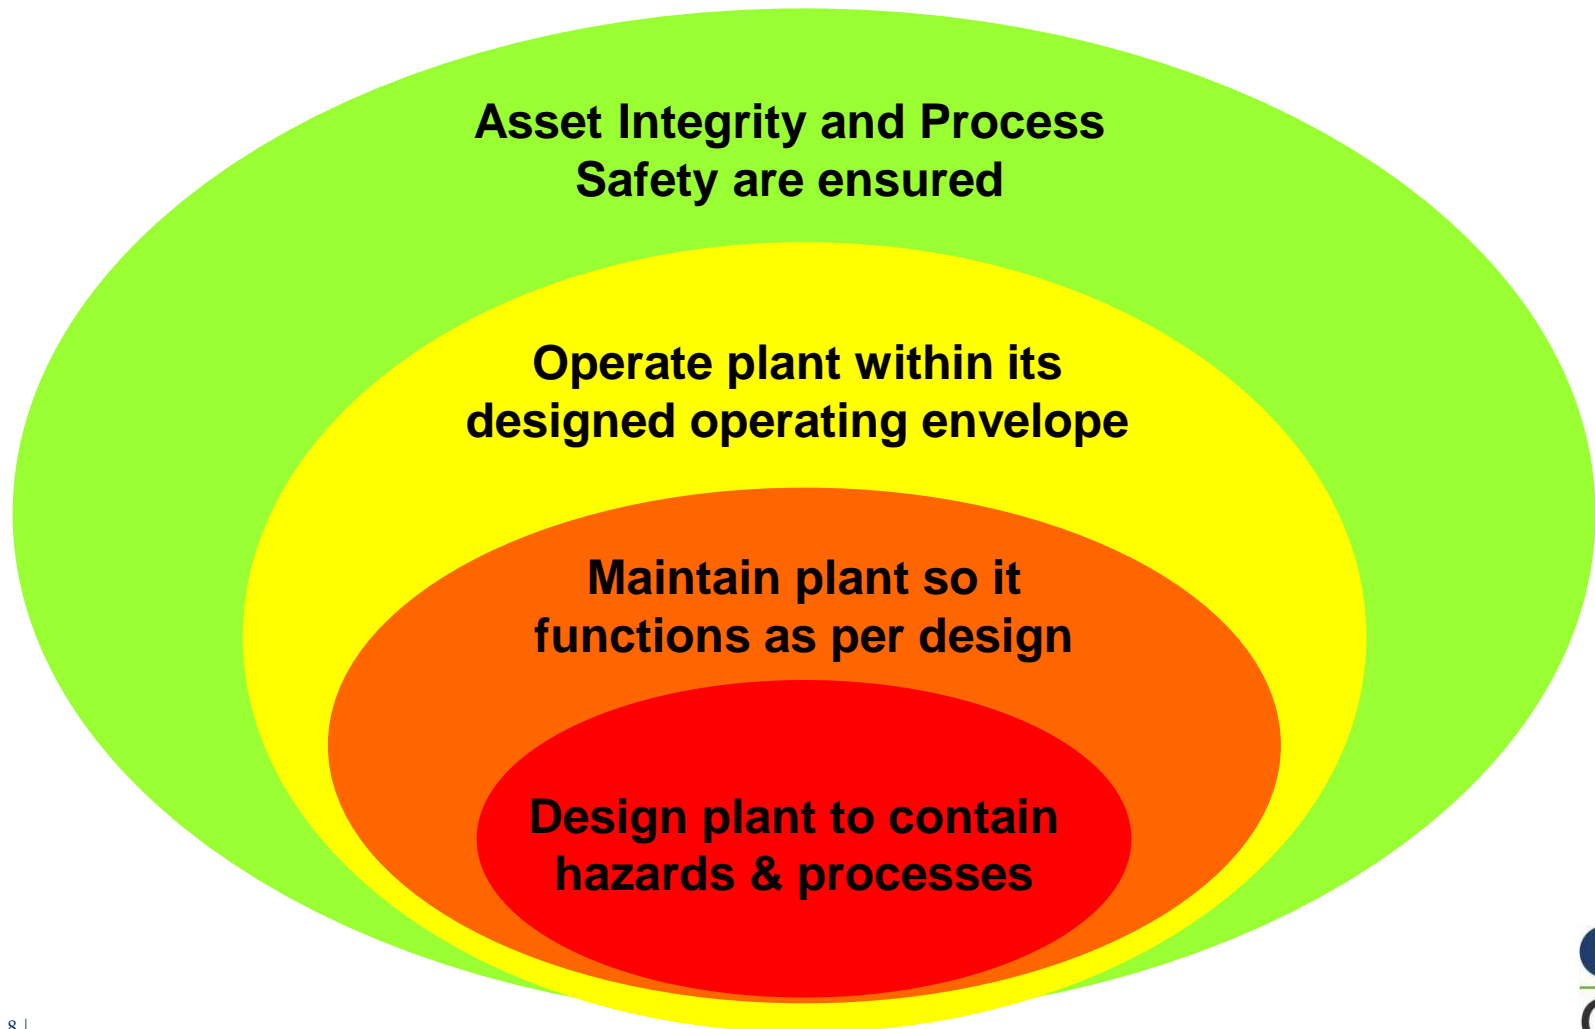 Asset Integrity and Process
Safety are ensured
Operate plant within its
designed operating envelope
Maintain plant so it
functions as per design
Design plant to contain
hazards & processes
8 |